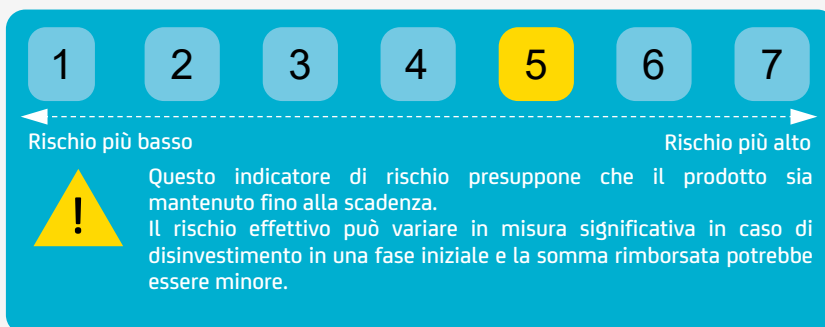 1 2 3 4 5 6 7
Rischio più basso Rischio più alto
!
Questo indicatore di rischio presuppone che il prodotto sia
mantenuto fino alla scadenza.
Il rischio effettivo può variare in misura significativa in caso di
disinvestimento in una fase iniziale e la somma rimborsata potrebbe
essere minore.